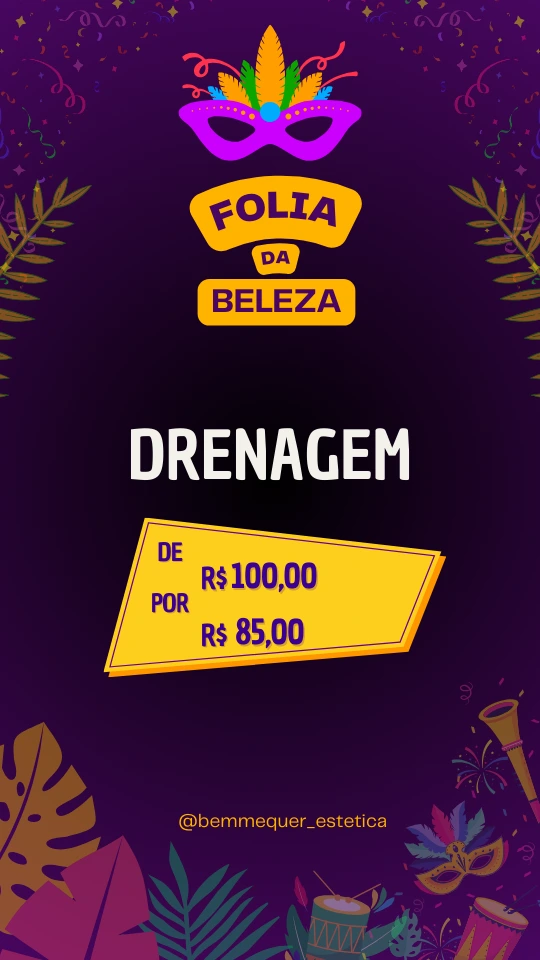 FOLIA
DA
BELEZA
DRENAGEM
DE
R$ 100,00
POR
R$ 85,00
@bemmequer_estetica